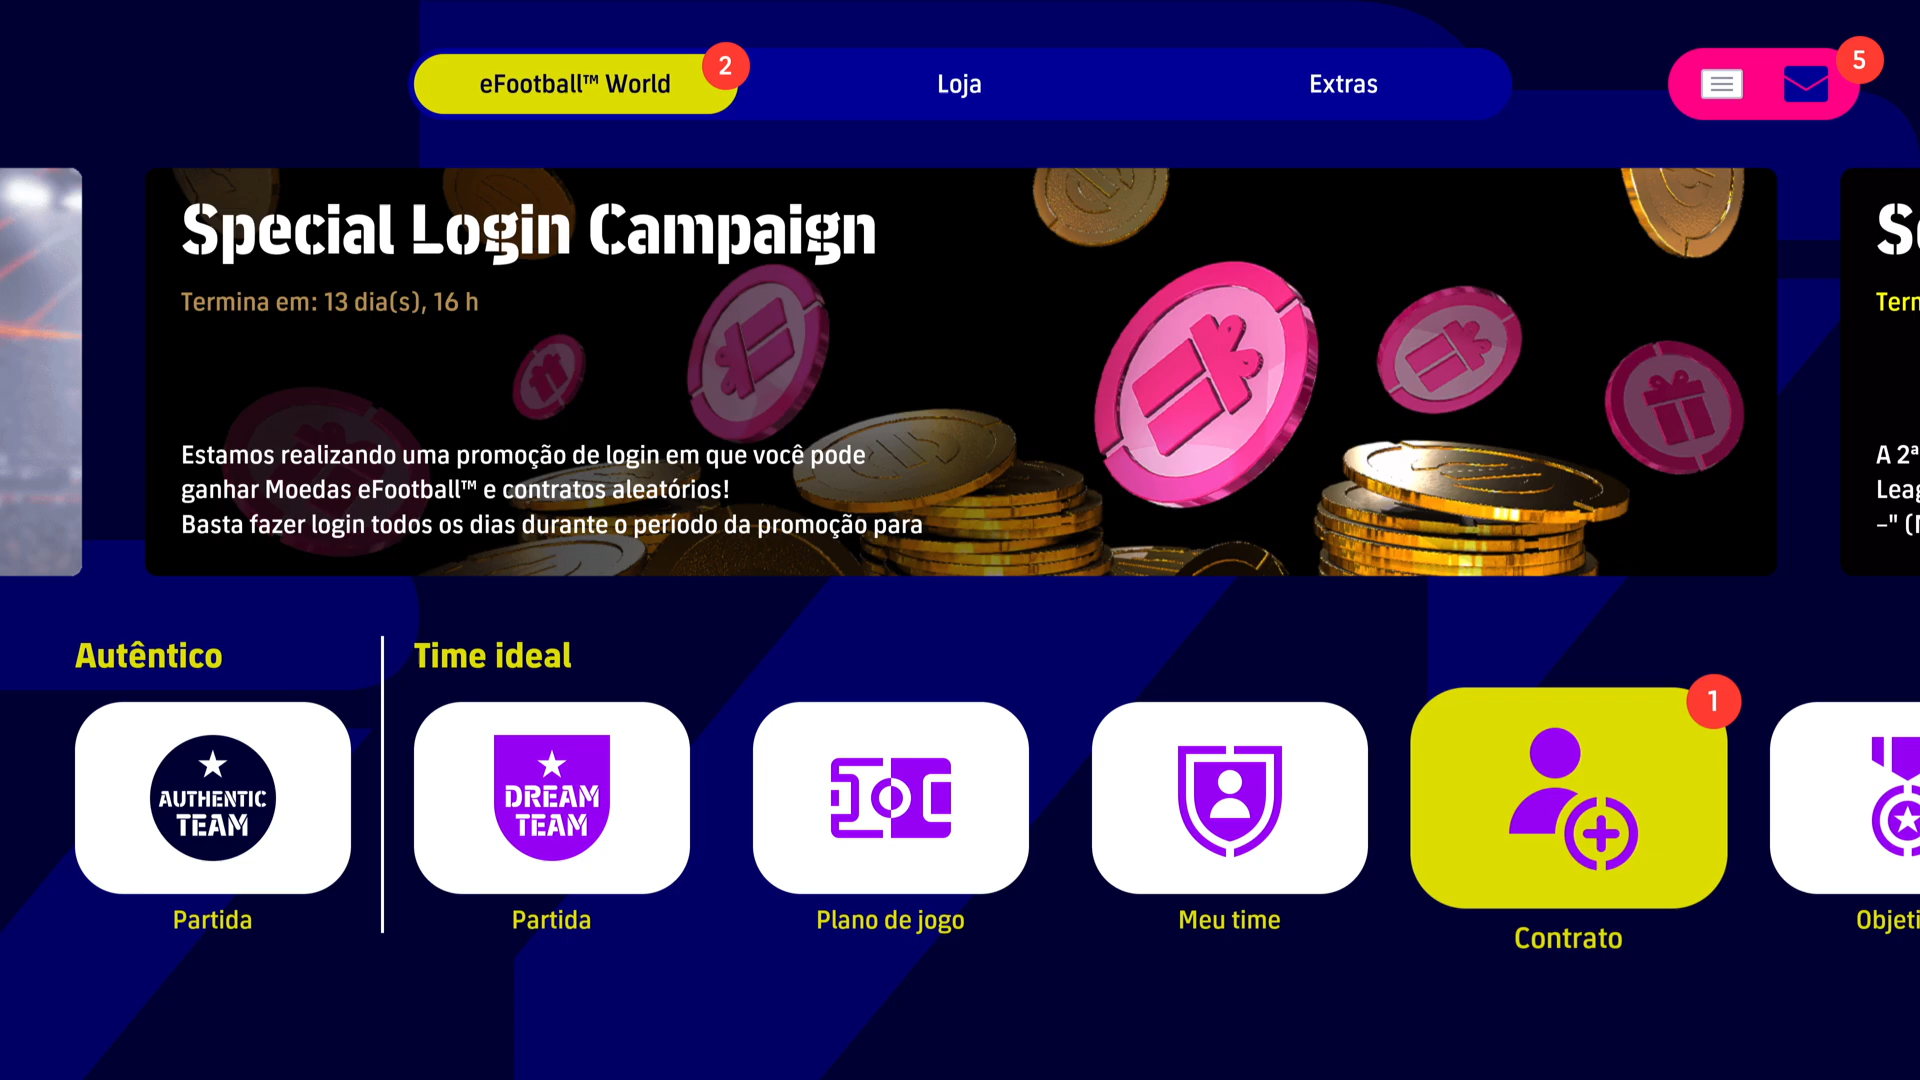 eFootball™ World
2
Loja
Extras
5
Special Login Campaign
Termina em: 13 dia(s), 16 h
Estamos realizando uma promoção de login em que você pode
ganhar Moedas eFootball™ e contratos aleatórios!
Basta fazer login todos os dias durante o período da promoção para
A 2ª
–"
Autêntico
Time ideal
AUTHENTIC
TEAM
DREAM
TEAM
1
Partida
Partida
Plano de jogo
Meu time
Contrato